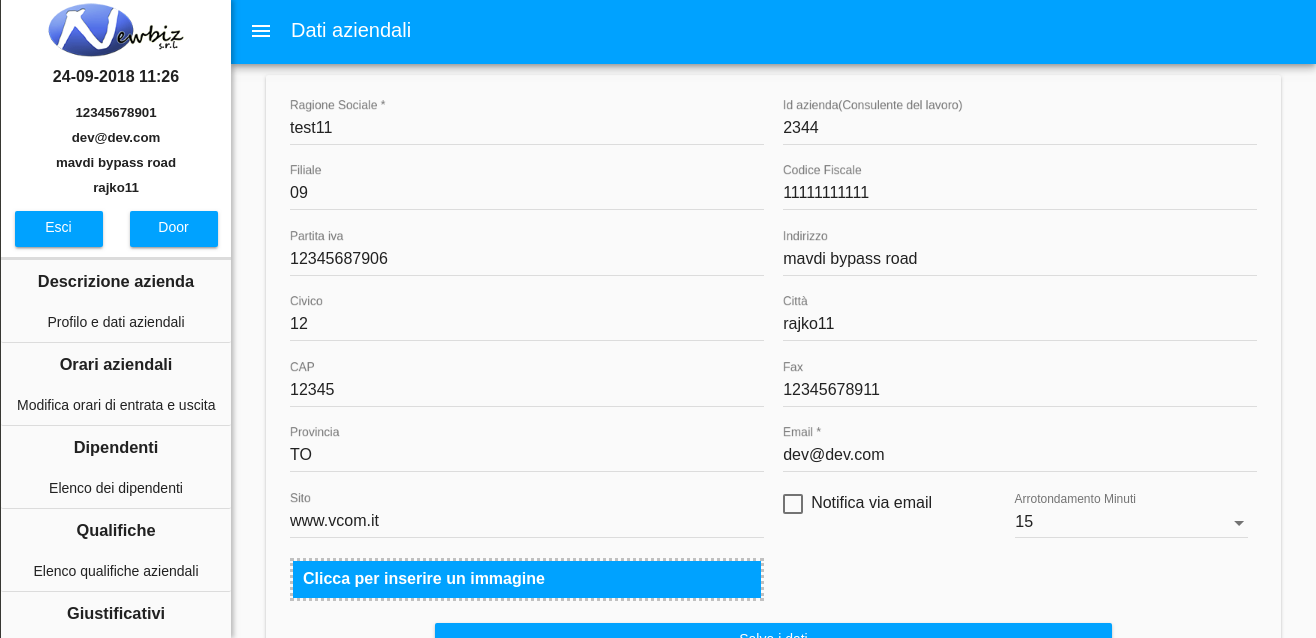 Newbiz
s.r.l.
24-09-2018 11:26
12345678901
dev@dev.com
mavdi bypass road
rajko11
Esci
Door
Descrizione azienda
Profilo e dati aziendali
Orari aziendali
Modifica orari di entrata e uscita
Dipendenti
Elenco dei dipendenti
Qualifiche
Elenco qualifiche aziendali
Giustificativi
Dati aziendali
Ragione Sociale *
test11
Id azienda(Consulente del lavoro)
2344
Filiale
09
Codice Fiscale
11111111111
Partita iva
12345687906
Indirizzo
mavdi bypass road
Civico
12
Città
rajko11
CAP
12345
Fax
12345678911
Provincia
TO
Email *
dev@dev.com
Sito
www.vcom.it
Notifica via email
Arrotondamento Minuti
15
Clicca per inserire un immagine
Salva i dati